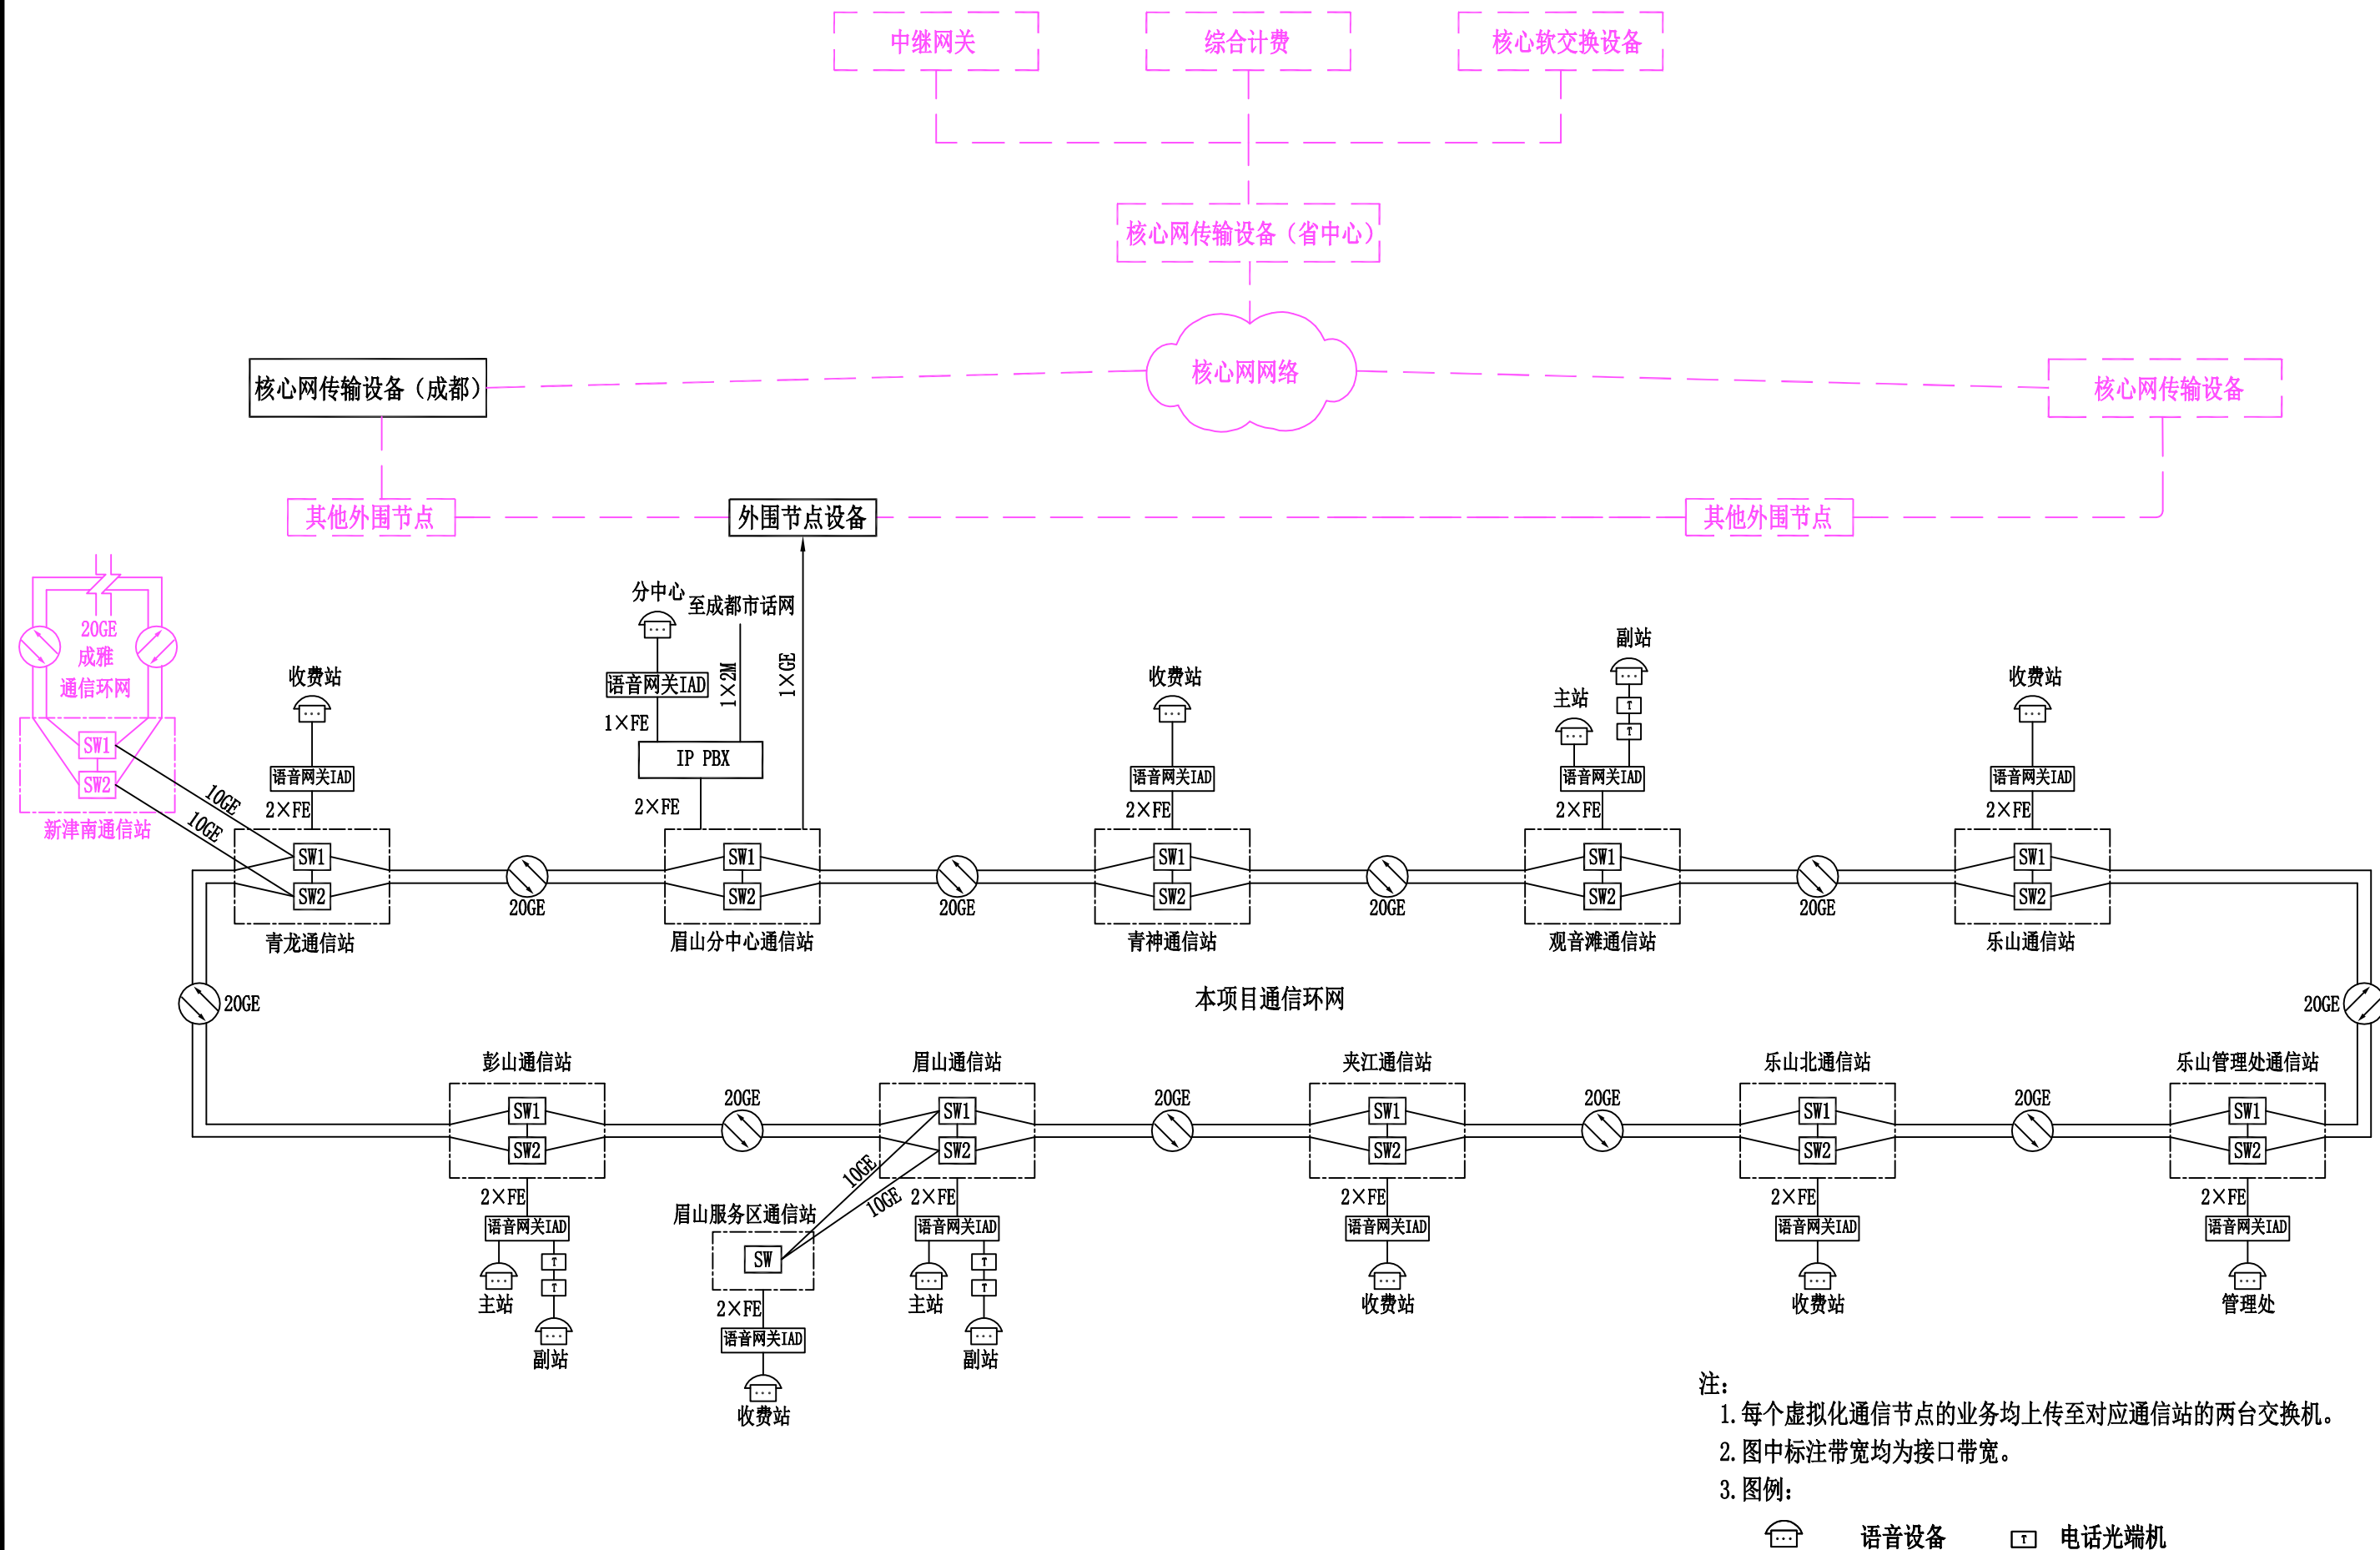 中继网关
综合计费
核心软交换设备
核心网传输设备（省中心）
核心网网络
核心网传输设备（成都）
核心网传输设备
其他外围节点
外围节点设备
其他外围节点
20GE
成雅
通信环网
SW1
SW2
新津南通信站
10GE
10GE
收费站
语音网关IAD
2×FE
SW1
SW2
青龙通信站
20GE
分中心
至成都市话网
语音网关IAD
1×FE
1×2M
1×GE
IP PBX
2×FE
SW1
SW2
眉山分中心通信站
20GE
收费站
语音网关IAD
2×FE
SW1
SW2
青神通信站
20GE
副站
主站
T
T
语音网关IAD
2×FE
SW1
SW2
观音滩通信站
20GE
收费站
语音网关IAD
2×FE
SW1
SW2
乐山通信站
20GE
本项目通信环网
20GE
彭山通信站
SW1
SW2
2×FE
语音网关IAD
T
T
主站
副站
20GE
眉山通信站
SW1
SW2
10GE
10GE
眉山服务区通信站
SW
2×FE
语音网关IAD
收费站
2×FE
语音网关IAD
T
T
主站
副站
20GE
夹江通信站
SW1
SW2
2×FE
语音网关IAD
收费站
20GE
乐山北通信站
SW1
SW2
2×FE
语音网关IAD
收费站
20GE
乐山管理处通信站
SW1
SW2
2×FE
语音网关IAD
管理处
注：
1.每个虚拟化通信节点的业务均上传至对应通信站的两台交换机。
2.图中标注带宽均为接口带宽。
3.图例：
语音设备
T 电话光端机